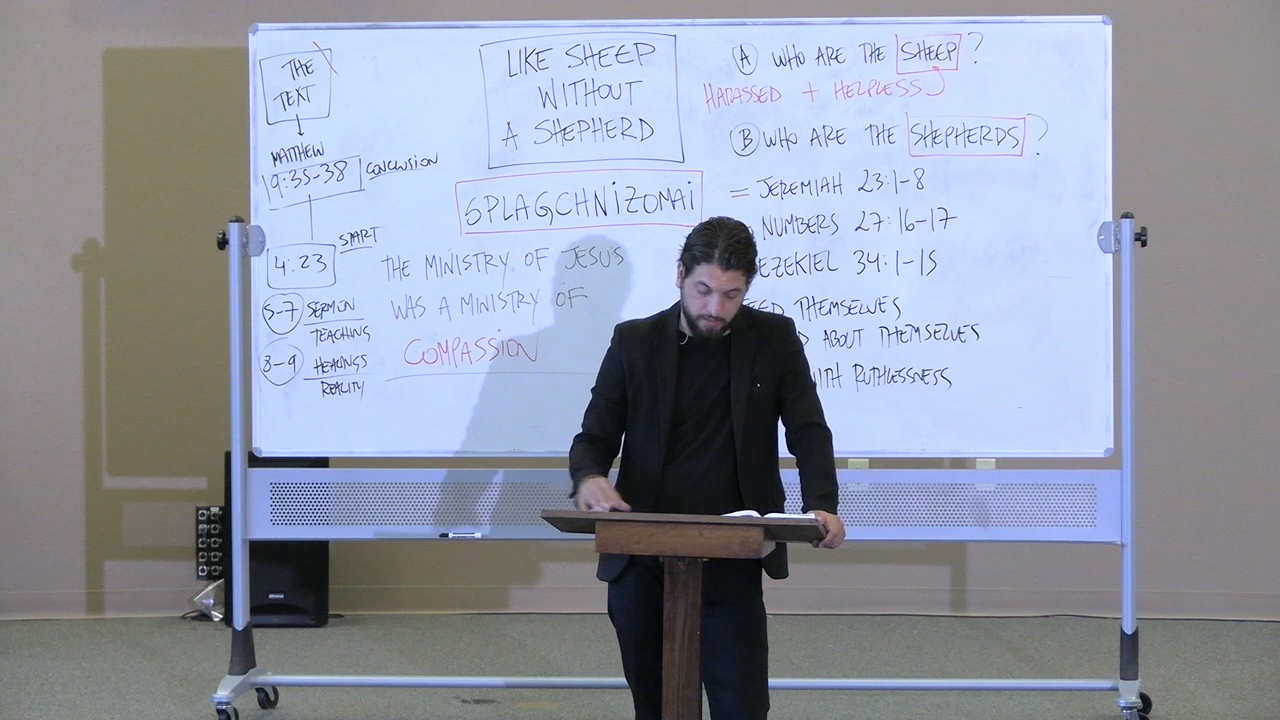 THE
TEXT
MATTHEW
9:35-38 CONCLUSION
4:23 START
5-7 SERMON
TEACHING
8-9 HEALINGS
REALITY
LIKE SHEEP
WITHOUT
A SHEPHERD
SPLAGCHNIZOMAI
THE MINISTRY OF JESUS
WAS A MINISTRY OF
COMPASSION
A WHO ARE THE SHEEP?
HARASSED + HELPLESS
B WHO ARE THE SHEPHERDS?
= JEREMIAH 23:1-8
NUMBERS 27:16-17
EZEKIEL 34:1-15
THEMSELVES
ABOUT THEMSELVES
RUTHLESSNESS